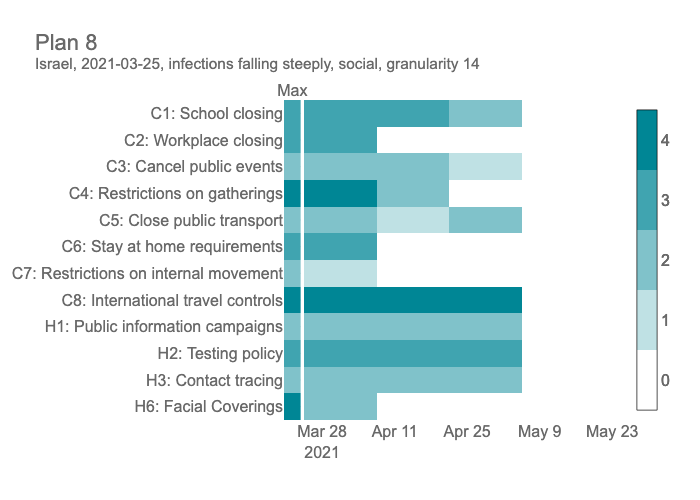 Plan 8
Israel, 2021-03-25, infections falling steeply, social, granularity 14
Max
C1: School closing
C2: Workplace closing
C3: Cancel public events
C4: Restrictions on gatherings
C5: Close public transport
C6: Stay at home requirements
C7: Restrictions on internal movement
C8: International travel controls
H1: Public information campaigns
H2: Testing policy
H3: Contact tracing
H6: Facial Coverings
Mar 28 Apr 11 Apr 25 May 9 May 23
2021
4
3
2
1
0